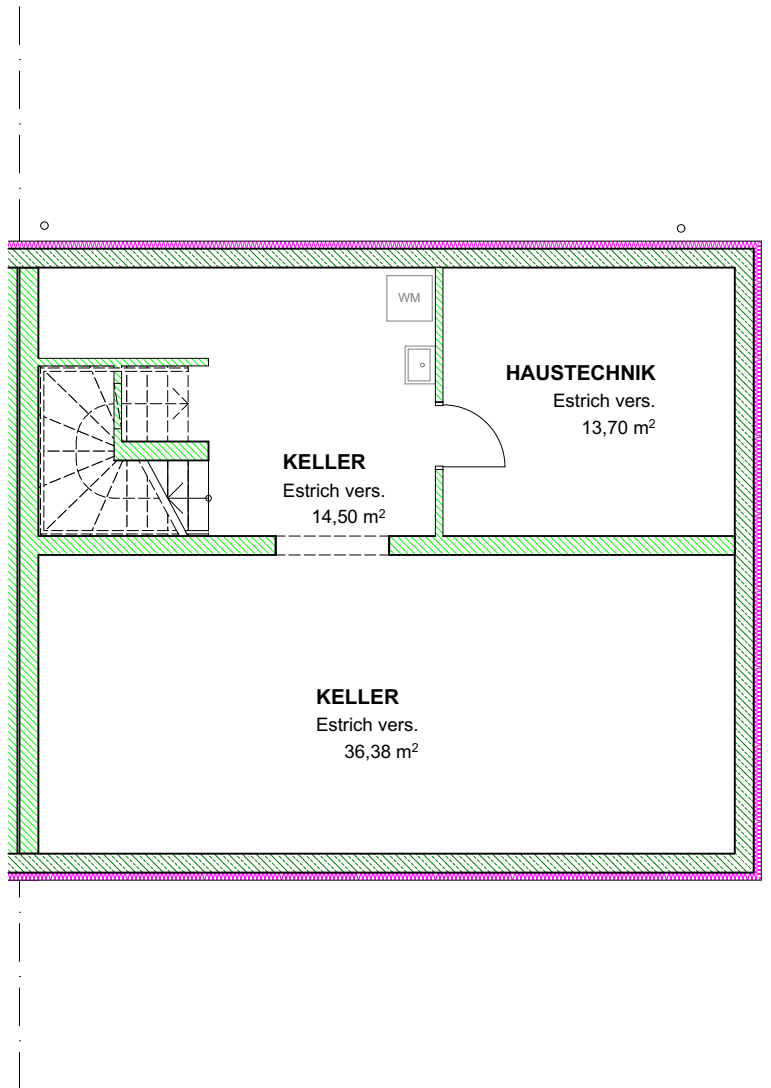 WM
HAUSTECHNIK
Estrich vers.
13,70 m²
KELLER
Estrich vers.
14,50 m²
KELLER
Estrich vers.
36,38 m²